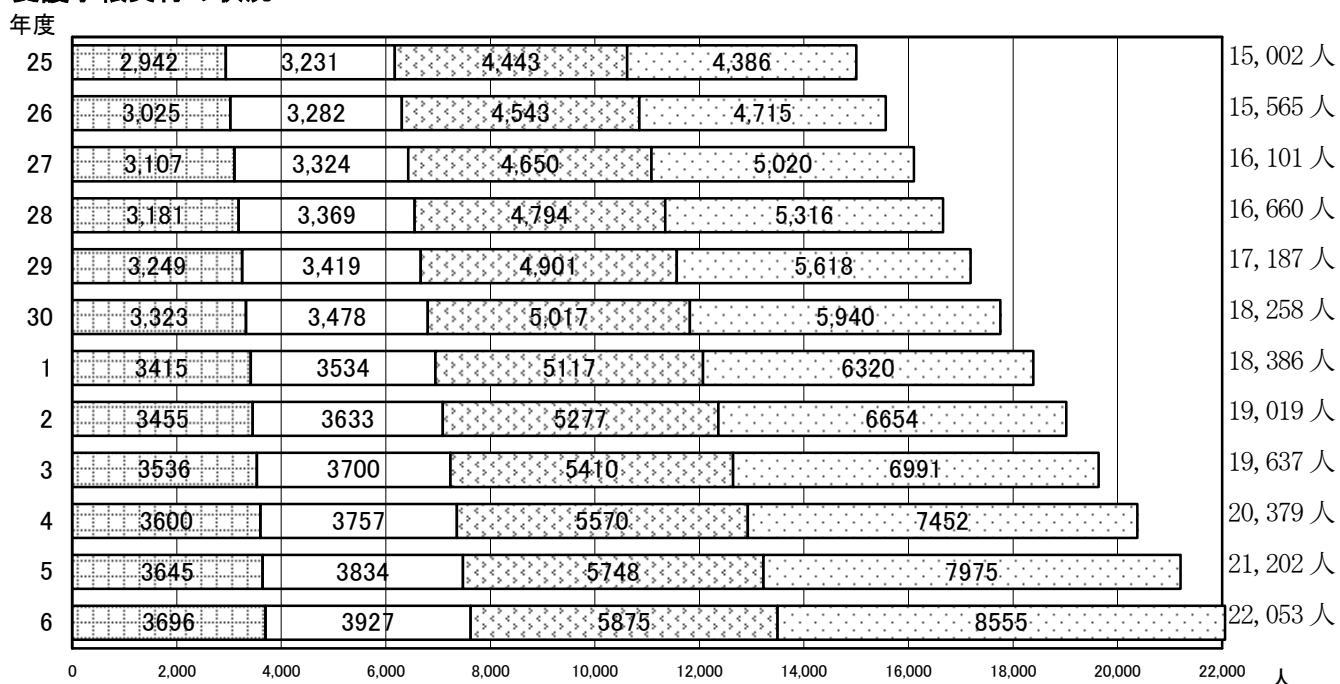 年度
25 2,942 3,231 4,443 4,386 15,002 人
26 3,025 3,282 4,543 4,715 15,565 人
27 3,107 3,324 4,650 5,020 16,101 人
28 3,181 3,369 4,794 5,316 16,660 人
29 3,249 3,419 4,901 5,618 17,187 人
30 3,323 3,478 5,017 5,940 18,258 人
1 3415 3534 5117 6320 18,386 人
2 3455 3633 5277 6654 19,019 人
3 3536 3700 5410 6991 19,637 人
4 3600 3757 5570 7452 20,379 人
5 3645 3834 5748 7975 21,202 人
6 3696 3927 5875 8555 22,053 人
0 2,000 4,000 6,000 8,000 10,000 12,000 14,000 16,000 18,000 20,000 22,000 人